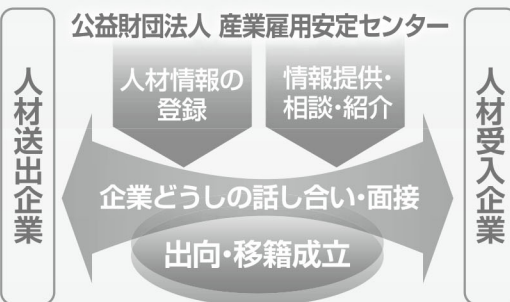 公益財団法人 産業雇用安定センター
人材送出企業
人材情報の
登録
情報提供・
相談・紹介
人材受入企業
企業どうしの話し合い・面接
出向・移籍成立